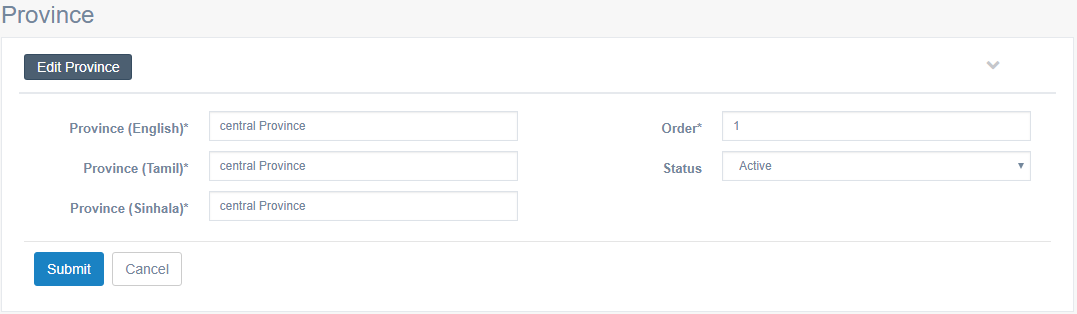 Province
Edit Province
Province (English)* central Province Order* 1
Province (Tamil)* central Province Status Active
Province (Sinhala)* central Province
Submit Cancel